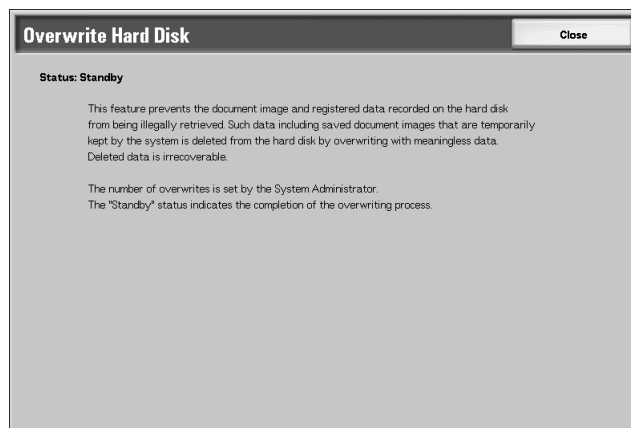 Overwrite Hard Disk
Close
Status: Standby
This feature prevents the document image and registered data recorded on the hard disk
from being illegally retrieved. Such data including saved document images that are temporarily
kept by the system is deleted from the hard disk by overwriting with meaningless data.
Deleted data is irrecoverable.
The number of overwrites is set by the System Administrator.
The "Standby" status indicates the completion of the overwriting process.